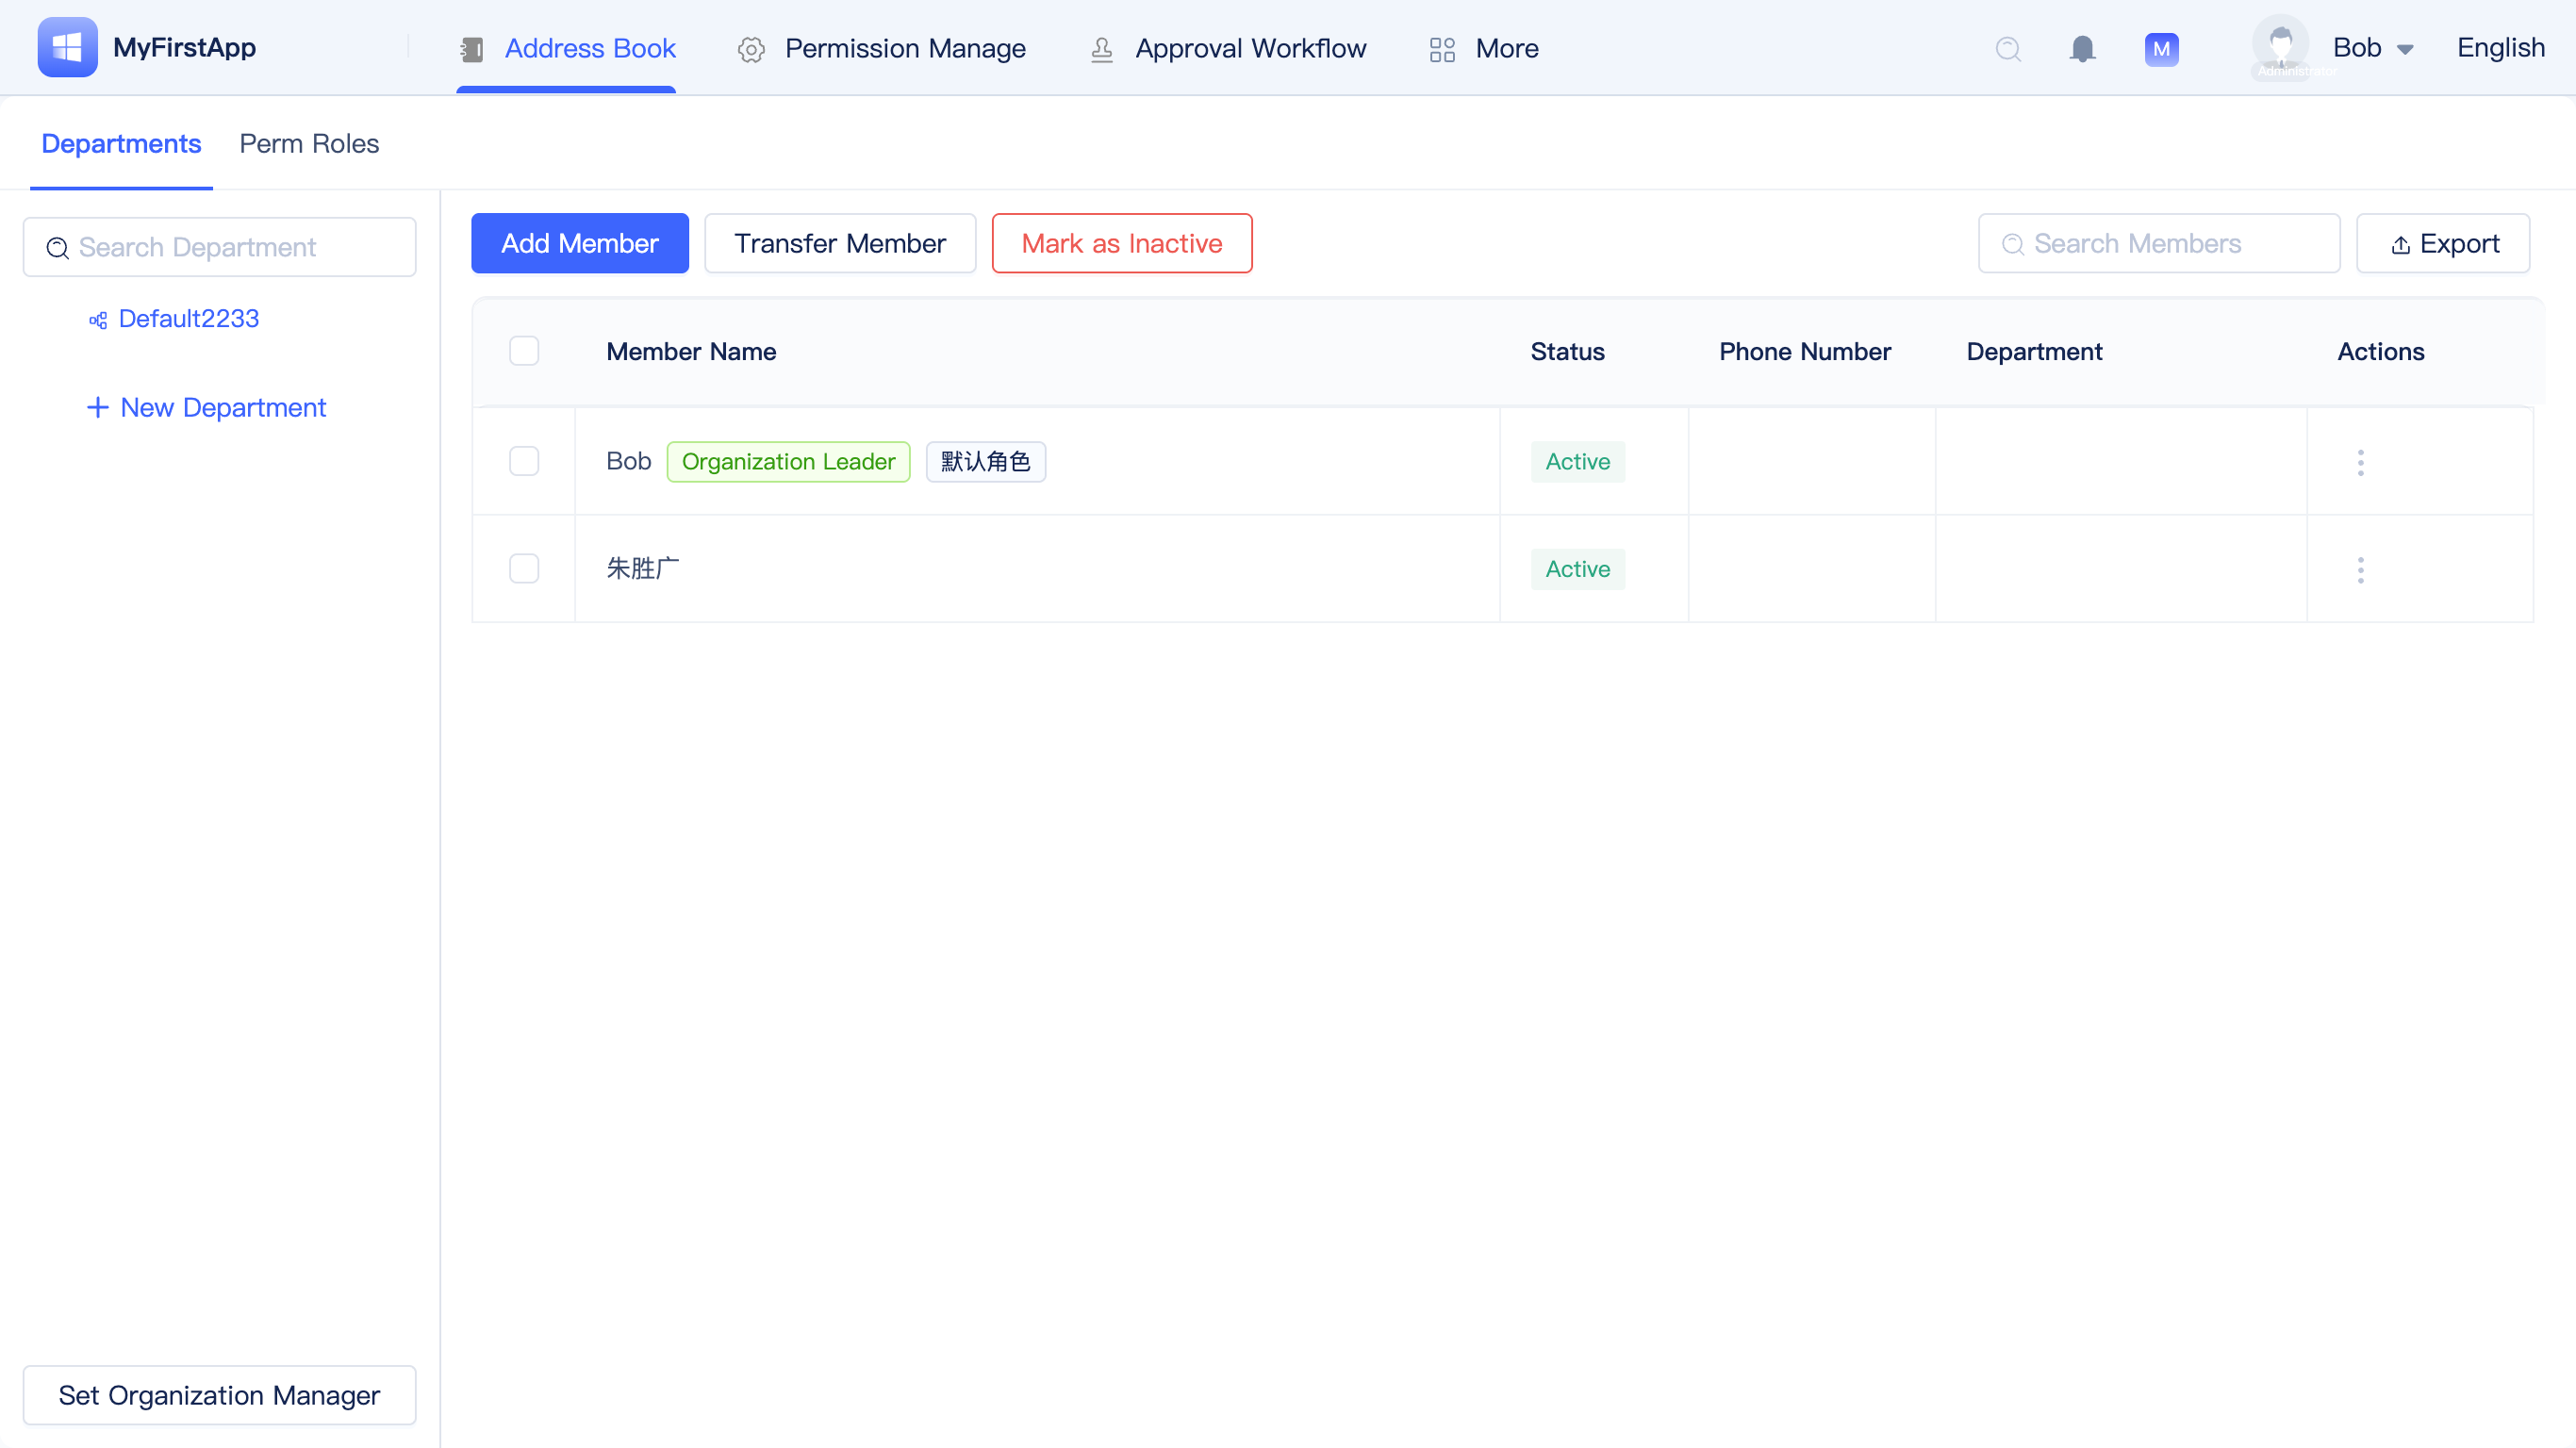 MyFirstApp
Address Book
Permission Manage
Approval Workflow
More
M
Administrator
Bob
English
Departments
Perm Roles
Search Department
Default2233
New Department
Set Organization Manager
Add Member
Transfer Member
Mark as Inactive
Search Members
Export
Member Name Status Phone Number Department Actions
Bob Organization Leader 默认角色 Active
朱胜广 Active